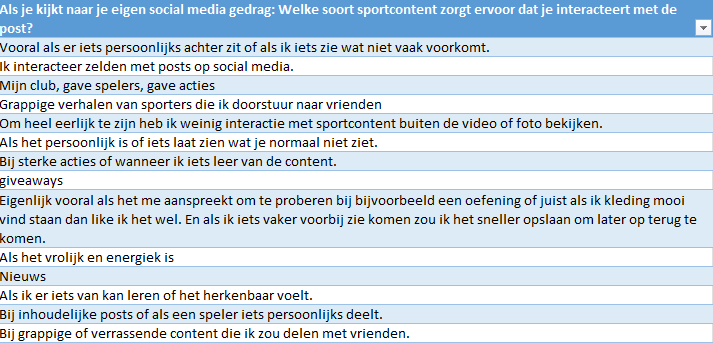 Als je kijkt naar je eigen social media gedrag: Welke soort sportcontent zorgt ervoor dat je interacteert met de
post?
Vooral als er iets persoonlijks achter zit of als ik iets zie wat niet vaak voorkomt.
Ik interacteer zelden met posts op social media.
Mijn club, gave spelers, gave acties
Grappige verhalen van sporters die ik doorstuur naar vrienden
Om heel eerlijk te zijn heb ik weinig interactie met sportcontent buiten de video of foto bekijken.
Als het persoonlijk is of iets laat zien wat je normaal niet ziet.
Bij sterke acties of wanneer ik iets leer van de content.
giveaways
Eigenlijk vooral als het me aanspreekt om te proberen bij bijvoorbeeld een oefening of juist als ik kleding mooi
vind staan dan like ik het wel. En als ik iets vaker voorbij zie komen zou ik het sneller opslaan om later op terug te
komen.
Als het vrolijk en energiek is
Nieuws
Als ik er iets van kan leren of het herkenbaar voelt.
Bij inhoudelijke posts of als een speler iets persoonlijks deelt.
Bij grappige of verrassende content die ik zou delen met vrienden.